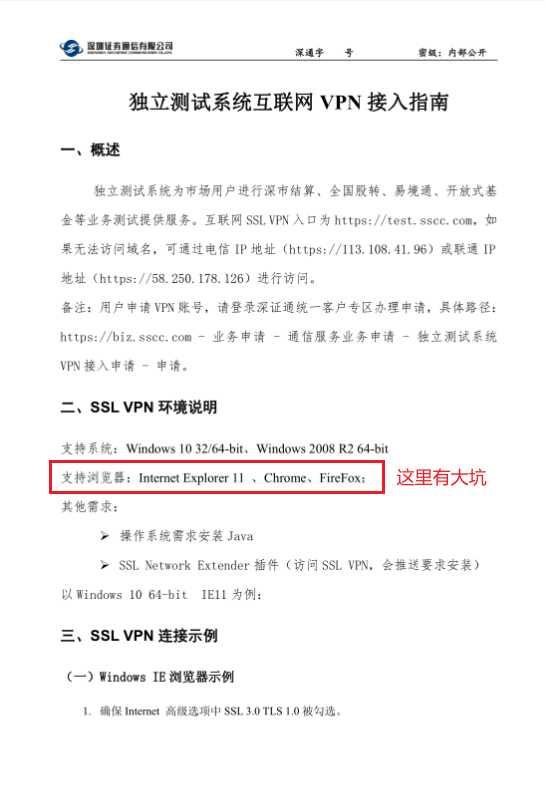 深圳证券通信有限公司
深通字 号 密级：内部公开
独立测试系统互联网 VPN 接入指南
一、概述
独立测试系统为市场用户进行深市结算、全国股转、易境通、开放式基
金等业务测试提供服务。互联网 SSL VPN 入口为 https://test.sscc.com，如
果无法访问域名，可通过电信 IP 地址（https://113.108.41.96）或联通 IP
地址（https://58.250.178.126）进行访问。
备注：用户申请 VPN 账号，请登录深证通统一客户专区办理申请，具体路径：
https://biz.sscc.com - 业务申请 - 通信服务业务申请 - 独立测试系统
VPN 接入申请 - 申请。
二、SSL VPN 环境说明
支持系统：Windows 10 32/64-bit、Windows 2008 R2 64-bit
支持浏览器：Internet Explorer 11 、Chrome、FireFox； 这里有大坑
其他需求：
➢ 操作系统需求安装 Java
➢ SSL Network Extender 插件（访问 SSL VPN，会推送要求安装）
以 Windows 10 64-bit IE11 为例：
三、SSL VPN 连接示例
（一）Windows IE 浏览器示例
1. 确保 Internet 高级选项中 SSL 3.0 TLS 1.0 被勾选。